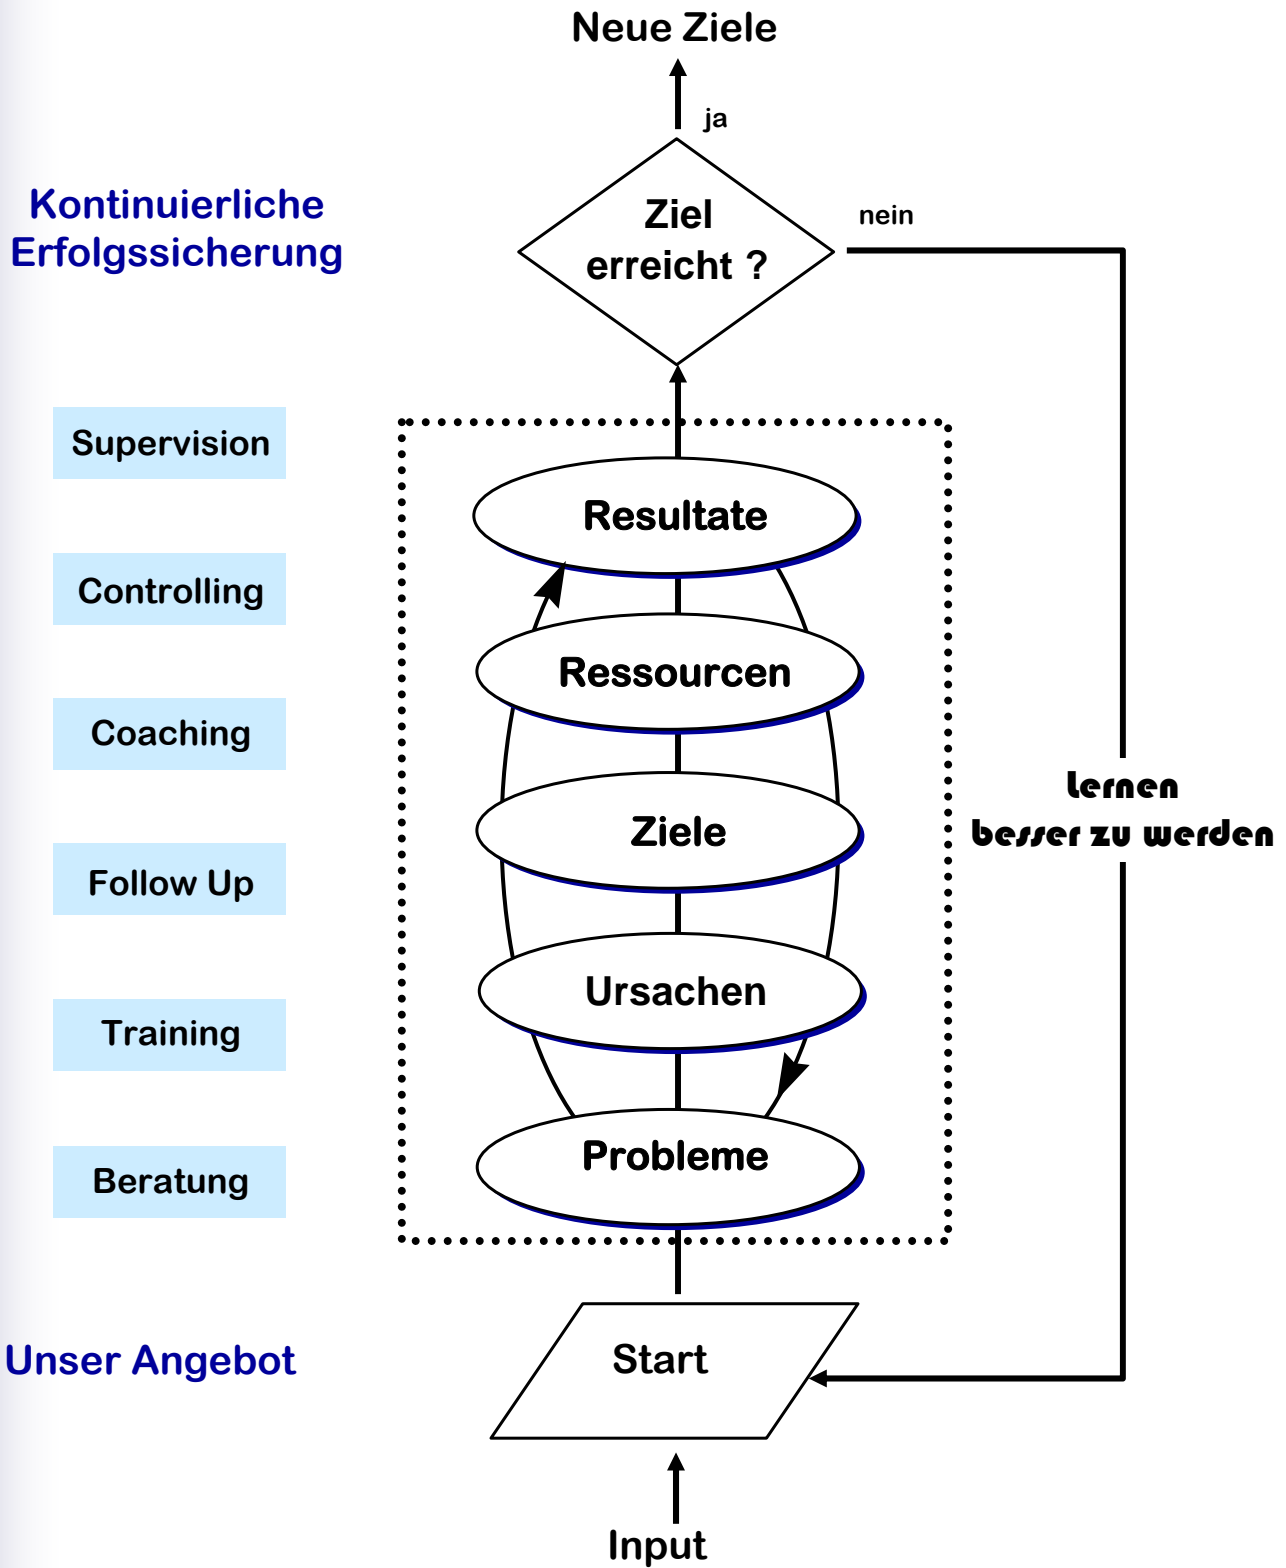 Neue Ziele
ja
Ziel
erreicht ?
nein
Kontinuierliche
Erfolgssicherung
Supervision
Controlling
Coaching
Follow Up
Training
Beratung
Unser Angebot
Resultate
Ressourcen
Ziele
Ursachen
Probleme
Start
Input
Lernen
besser zu werden